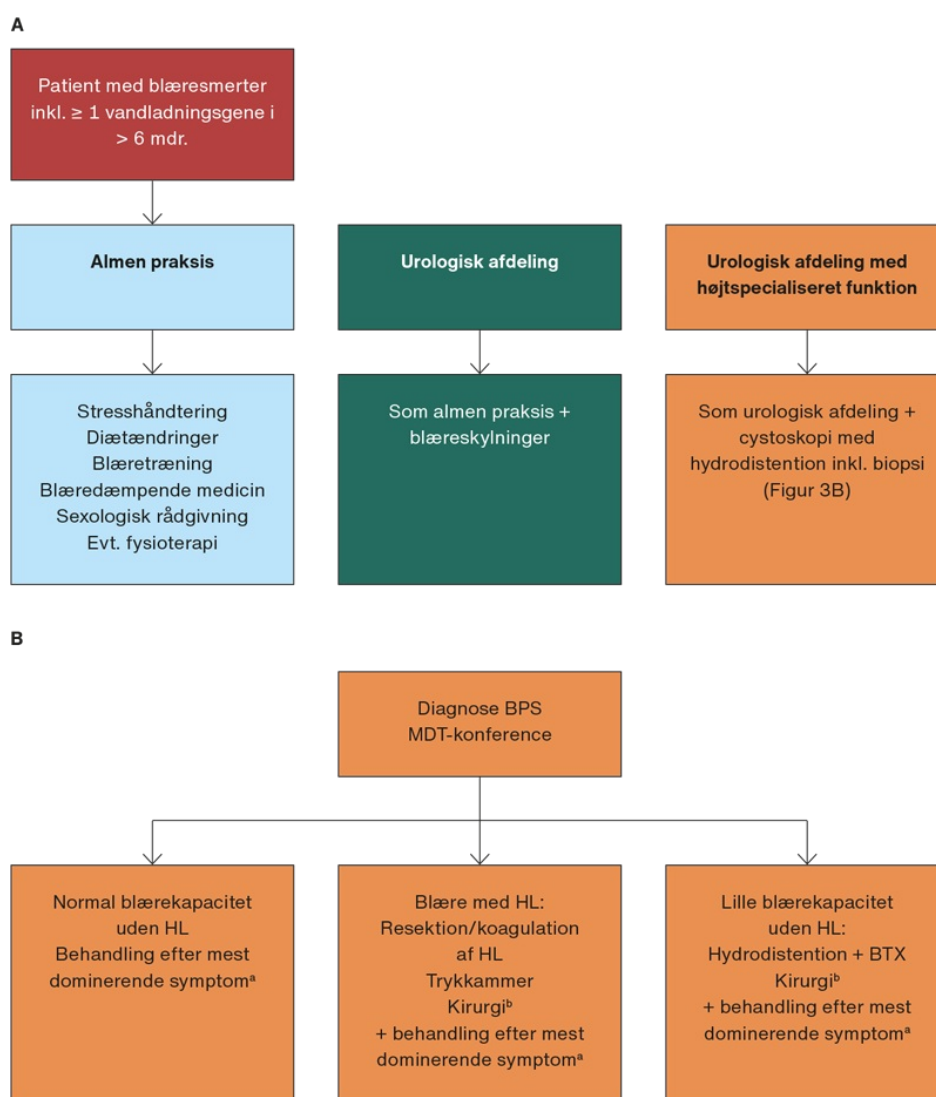 A
Patient med blæresmerter
inkl. ≥ 1 vandladningsgene i
> 6 mdr.
Almen praksis
Urologisk afdeling
Urologisk afdeling med
højtspecialiseret funktion
Stresshåndtering
Diætændringer
Blæretræning
Blæredæmpende medicin
Sexologisk rådgivning
Evt. fysioterapi
Som almen praksis +
blæreskylninger
Som urologisk afdeling +
cystoskopi med
hydrodistention inkl. biopsi
(Figur 3B)
B
Diagnose BPS
MDT-konference
Normal blærekapacitet
uden HL
Behandling efter mest
dominerende symptomᵃ
Blære med HL:
Resektion/koagulation
af HL
Trykkammer
Kirurgiᵇ
+ behandling efter mest
dominerende symptomᵃ
Lille blærekapacitet
uden HL:
Hydrodistention + BTX
Kirurgiᵇ
+ behandling efter mest
dominerende symptomᵃ